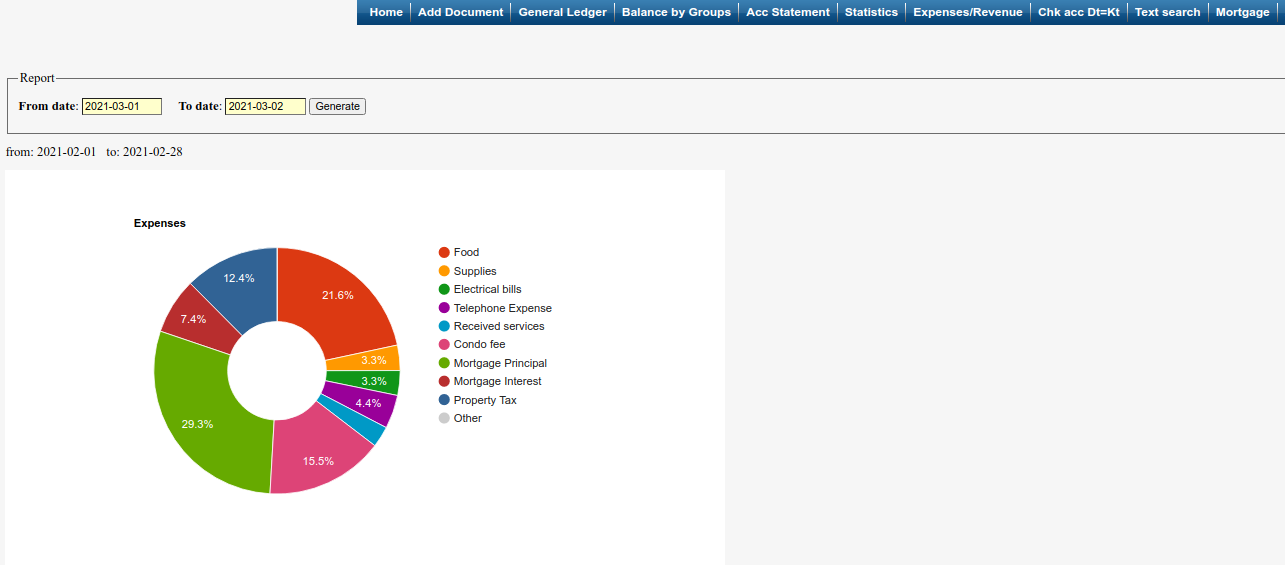 Home Add Document General Ledger Balance by Groups Acc Statement Statistics Expenses/Revenue Chk acc Dt=Kt Text search Mortgage
Report
From date: 2021-03-01 To date: 2021-03-02 Generate
from: 2021-02-01 to: 2021-02-28
Expenses
Food
Supplies
Electrical bills
Telephone Expense
Received services
Condo fee
Mortgage Principal
Mortgage Interest
Property Tax
Other
12.4%
21.6%
7.4%
3.3%
3.3%
4.4%
29.3%
15.5%